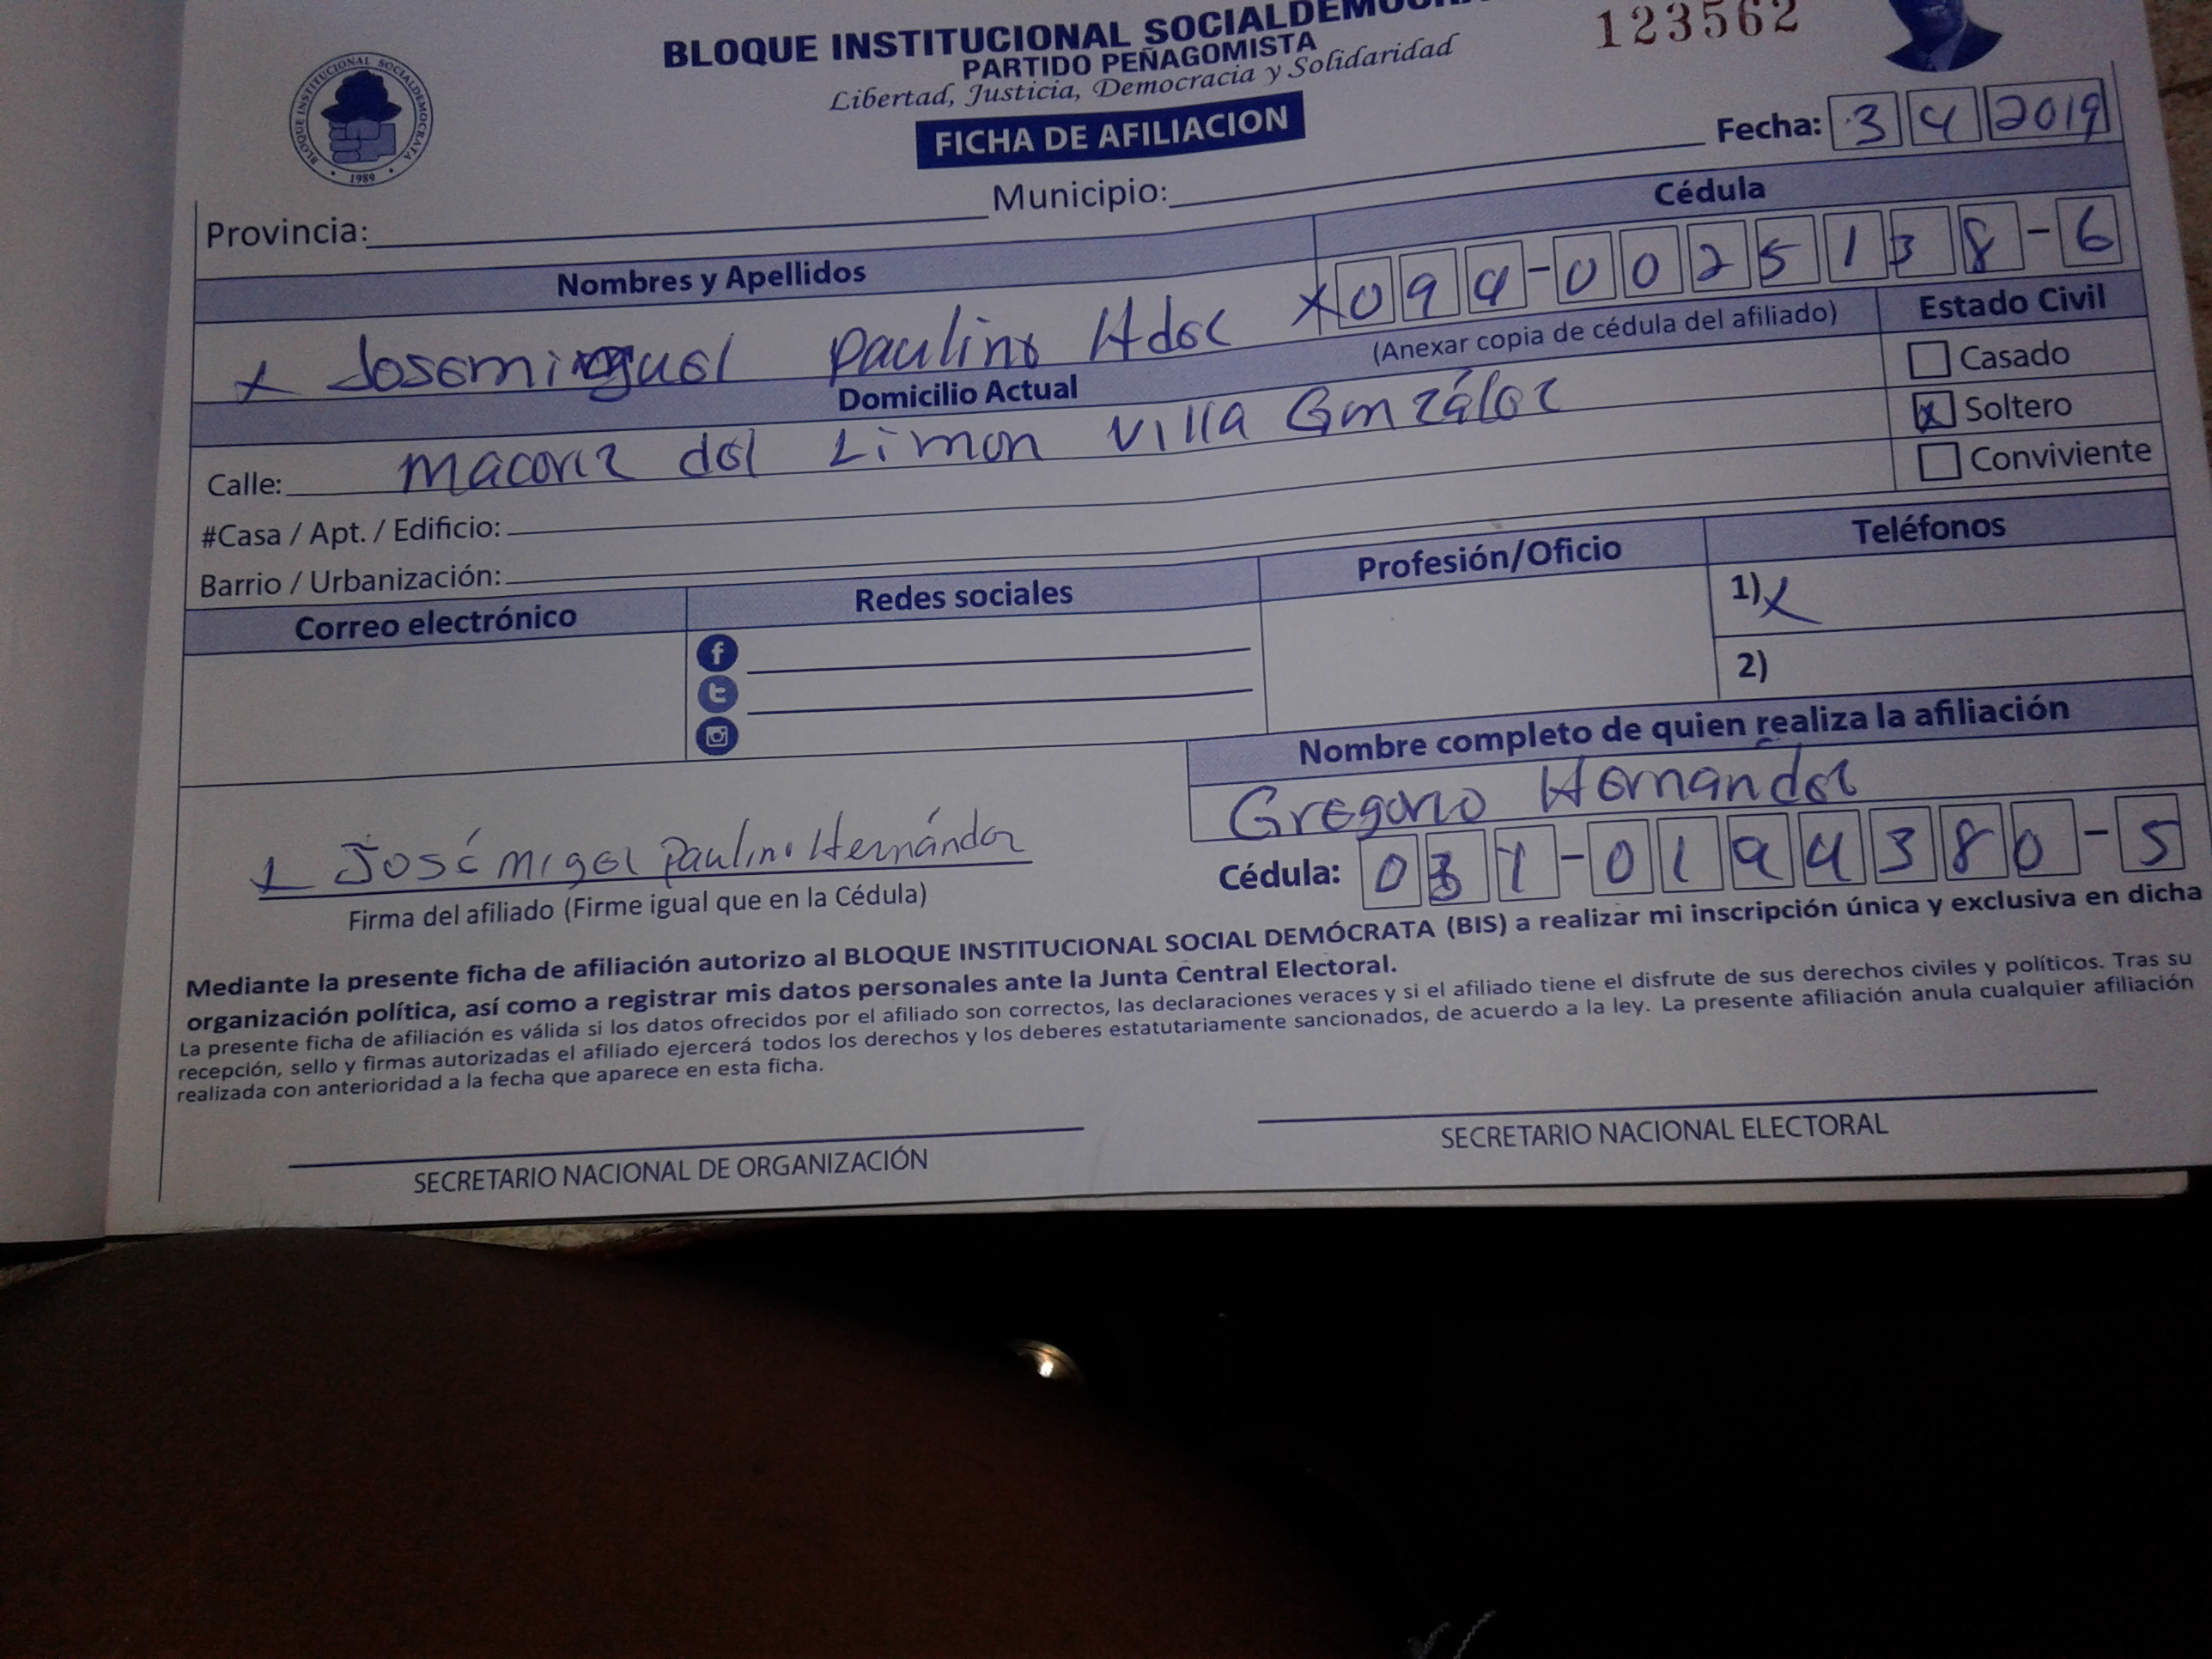 BLOQUE INSTITUCIONAL
PARTIDO PEÑAGOMISTA
Libertad, Justicia, Democracia y Solidaridad
123562
BLOQUE INSTITUCIONAL SOCIALDEMOCRATA
1989
FICHA DE AFILIACION
Fecha: 3 4 2019
Provincia: Municipio:
Nombres y Apellidos Cédula
x Josemiguel Paulino Hdez x 094-0025138-6
(Anexar copia de cédula del afiliado)
Estado Civil
Casado
x Soltero
Conviviente
Domicilio Actual
Calle: Macoriz del Limon Villa González
#Casa / Apt. / Edificio:
Barrio / Urbanización:
Correo electrónico Redes sociales Profesión/Oficio Teléfonos
1) x
2)
Nombre completo de quien realiza la afiliación
Gregorio Hernandez
Cédula: 031-0194380-5
x José Migel Paulino Hernández
Firma del afiliado (Firme igual que en la Cédula)
Mediante la presente ficha de afiliación autorizo al BLOQUE INSTITUCIONAL SOCIAL DEMÓCRATA (BIS) a realizar mi inscripción única y exclusiva en dicha
organización política, así como a registrar mis datos personales ante la Junta Central Electoral.
La presente ficha de afiliación es válida si los datos ofrecidos por el afiliado son correctos, las declaraciones veraces y si el afiliado tiene el disfrute de sus derechos civiles y políticos. Tras su
recepción, sello y firmas autorizadas el afiliado ejercerá todos los derechos y los deberes estatutariamente sancionados, de acuerdo a la ley. La presente afiliación anula cualquier afiliación
realizada con anterioridad a la fecha que aparece en esta ficha.
SECRETARIO NACIONAL DE ORGANIZACIÓN
SECRETARIO NACIONAL ELECTORAL